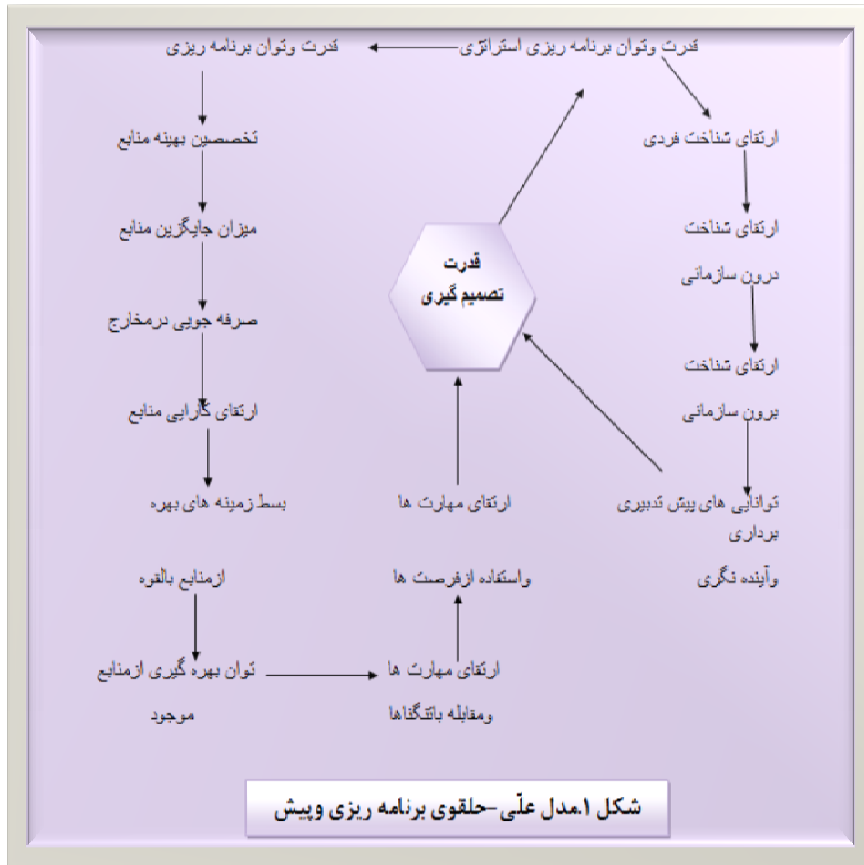 قدرت وتوان برنامه ریزی استراتژی
قدرت وتوان برنامه ریزی
ارتقای شناخت فردی
تخصصین بهینه منابع
ارتقای شناخت
درون سازمانی
میزان جایگزین منابع
قدرت
تصمیم گیری
صرفه جویی درمخارج
ارتقای شناخت
برون سازمانی
ارتقای کارایی منابع
توانایی های پیش تدبیری
برداری
وآینده نگری
ارتقای مهارت ها
واستفاده ازفرصت ها
بسط زمینه های بهره
ازمنابع بالقوه
ارتقای مهارت ها
ومقابله باتنگناها
توان بهره گیری ازمنابع
موجود
شکل ۱.مدل علّی-حلقوی برنامه ریزی وپیش